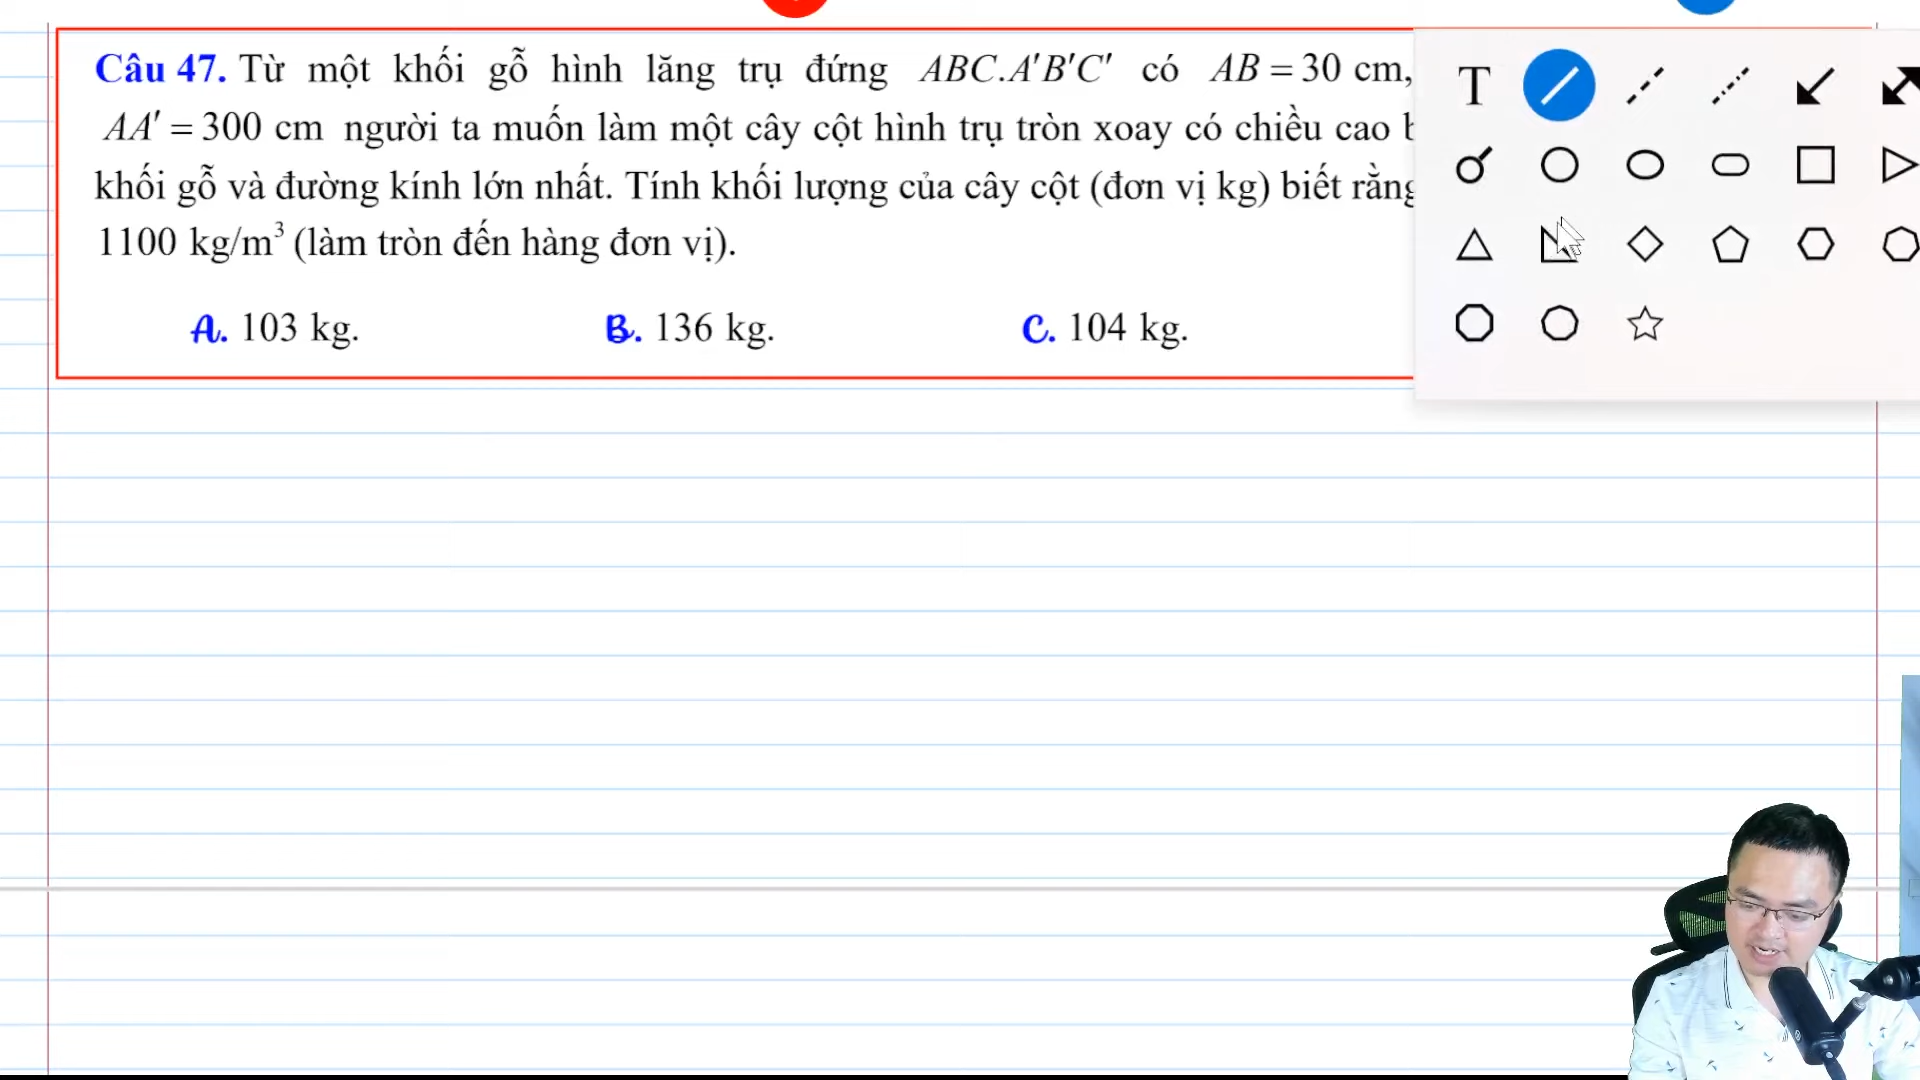 Câu 47. Từ một khối gỗ hình lăng trụ đứng ABC.A'B'C' có AB = 30 cm,
AA' = 300 cm người ta muốn làm một cây cột hình trụ tròn xoay có chiều cao
khối gỗ và đường kính lớn nhất. Tính khối lượng của cây cột (đơn vị kg) biết rằng
1100 kg/m³ (làm tròn đến hàng đơn vị).
A. 103 kg. B. 136 kg. C. 104 kg.
T